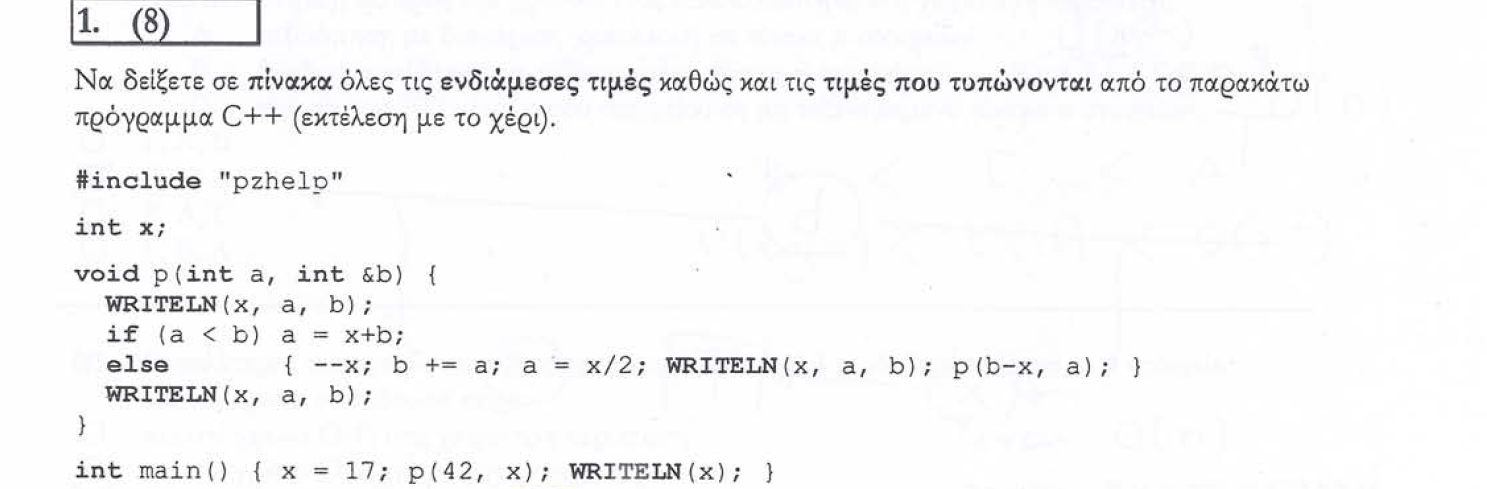 1. (8)
Να δείξετε σε πίνακα όλες τις ενδιάμεσες τιμές καθώς και τις τιμές που τυπώνονται από το παρακάτω
πρόγραμμα C++ (εκτέλεση με το χέρι).
#include "pzhelp"
int x;
void p(int a, int &b) {
WRITELN(x, a, b);
if (a < b) a = x+b;
else { --x; b += a; a = x/2; WRITELN(x, a, b); p(b-x, a); }
WRITELN(x, a, b);
}
int main() { x = 17; p(42, x); WRITELN(x); }